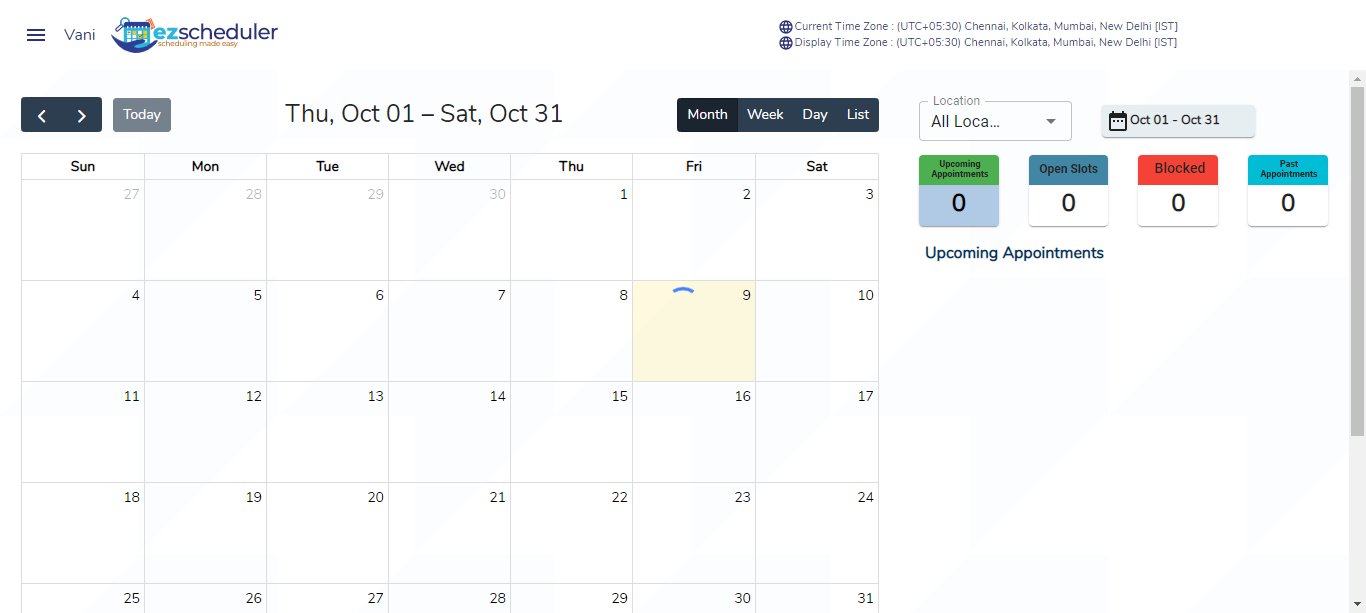 Vani
ezscheduler
scheduling made easy
Current Time Zone : (UTC+05:30) Chennai, Kolkata, Mumbai, New Delhi [IST]
Display Time Zone : (UTC+05:30) Chennai, Kolkata, Mumbai, New Delhi [IST]
Today
Thu, Oct 01 – Sat, Oct 31
Month Week Day List
Sun Mon Tue Wed Thu Fri Sat
27 28 29 30 1 2 3
4 5 6 7 8 9 10
11 12 13 14 15 16 17
18 19 20 21 22 23 24
25 26 27 28 29 30 31
Location
All Loca...
Oct 01 - Oct 31
Upcoming
Appointments
0
Open Slots
0
Blocked
0
Past
Appointments
0
Upcoming Appointments